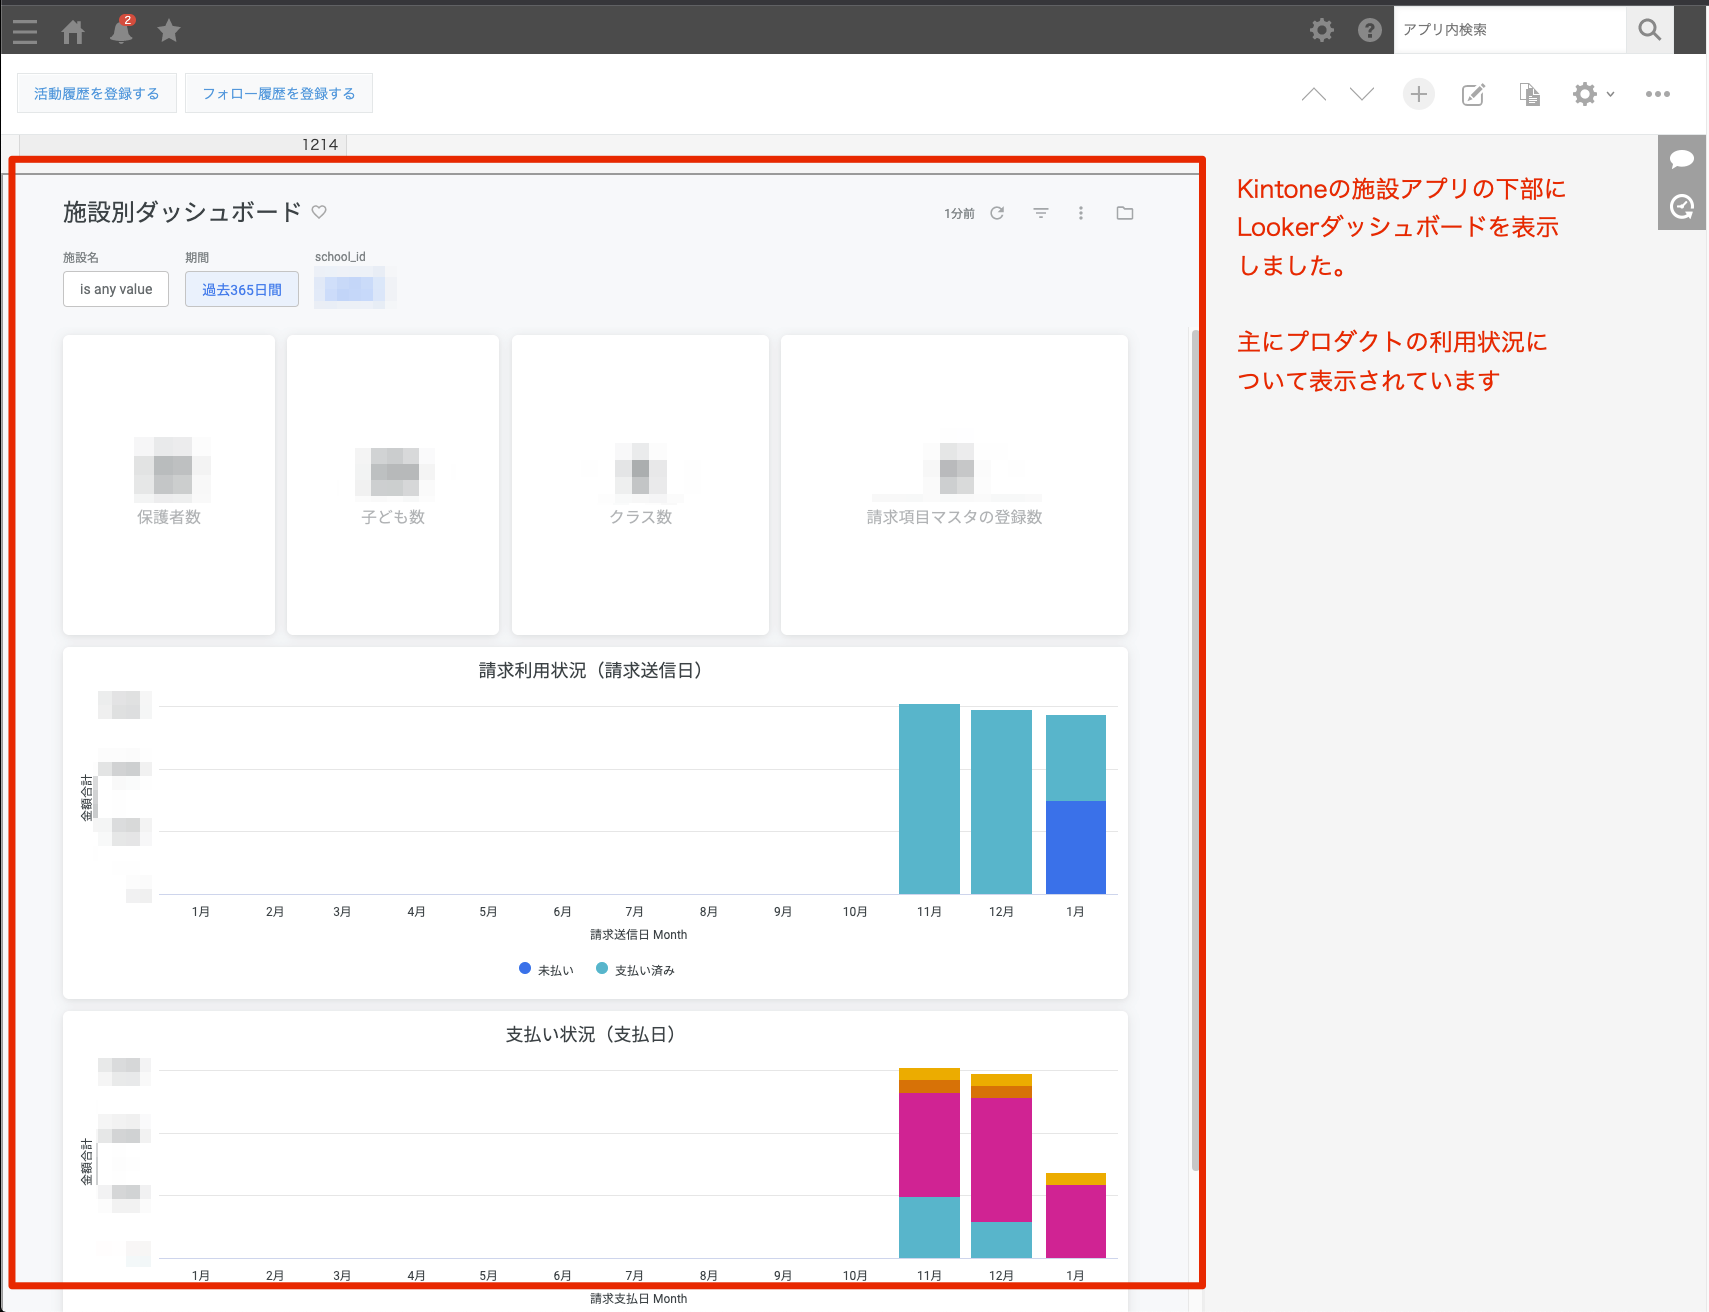 2
アプリ内検索
活動履歴を登録する
フォロー履歴を登録する
1214
Kintoneの施設アプリの下部に
Lookerダッシュボードを表示
しました。
主にプロダクトの利用状況に
ついて表示されています
施設別ダッシュボード
1分前
施設名
期間
school_id
is any value
過去365日間
保護者数
子ども数
クラス数
請求項目マスタの登録数
請求利用状況（請求送信日）
金額合計
1月 2月 3月 4月 5月 6月 7月 8月 9月 10月 11月 12月 1月
請求送信日 Month
未払い 支払い済み
支払い状況（支払日）
金額合計
1月 2月 3月 4月 5月 6月 7月 8月 9月 10月 11月 12月 1月
請求支払日 Month